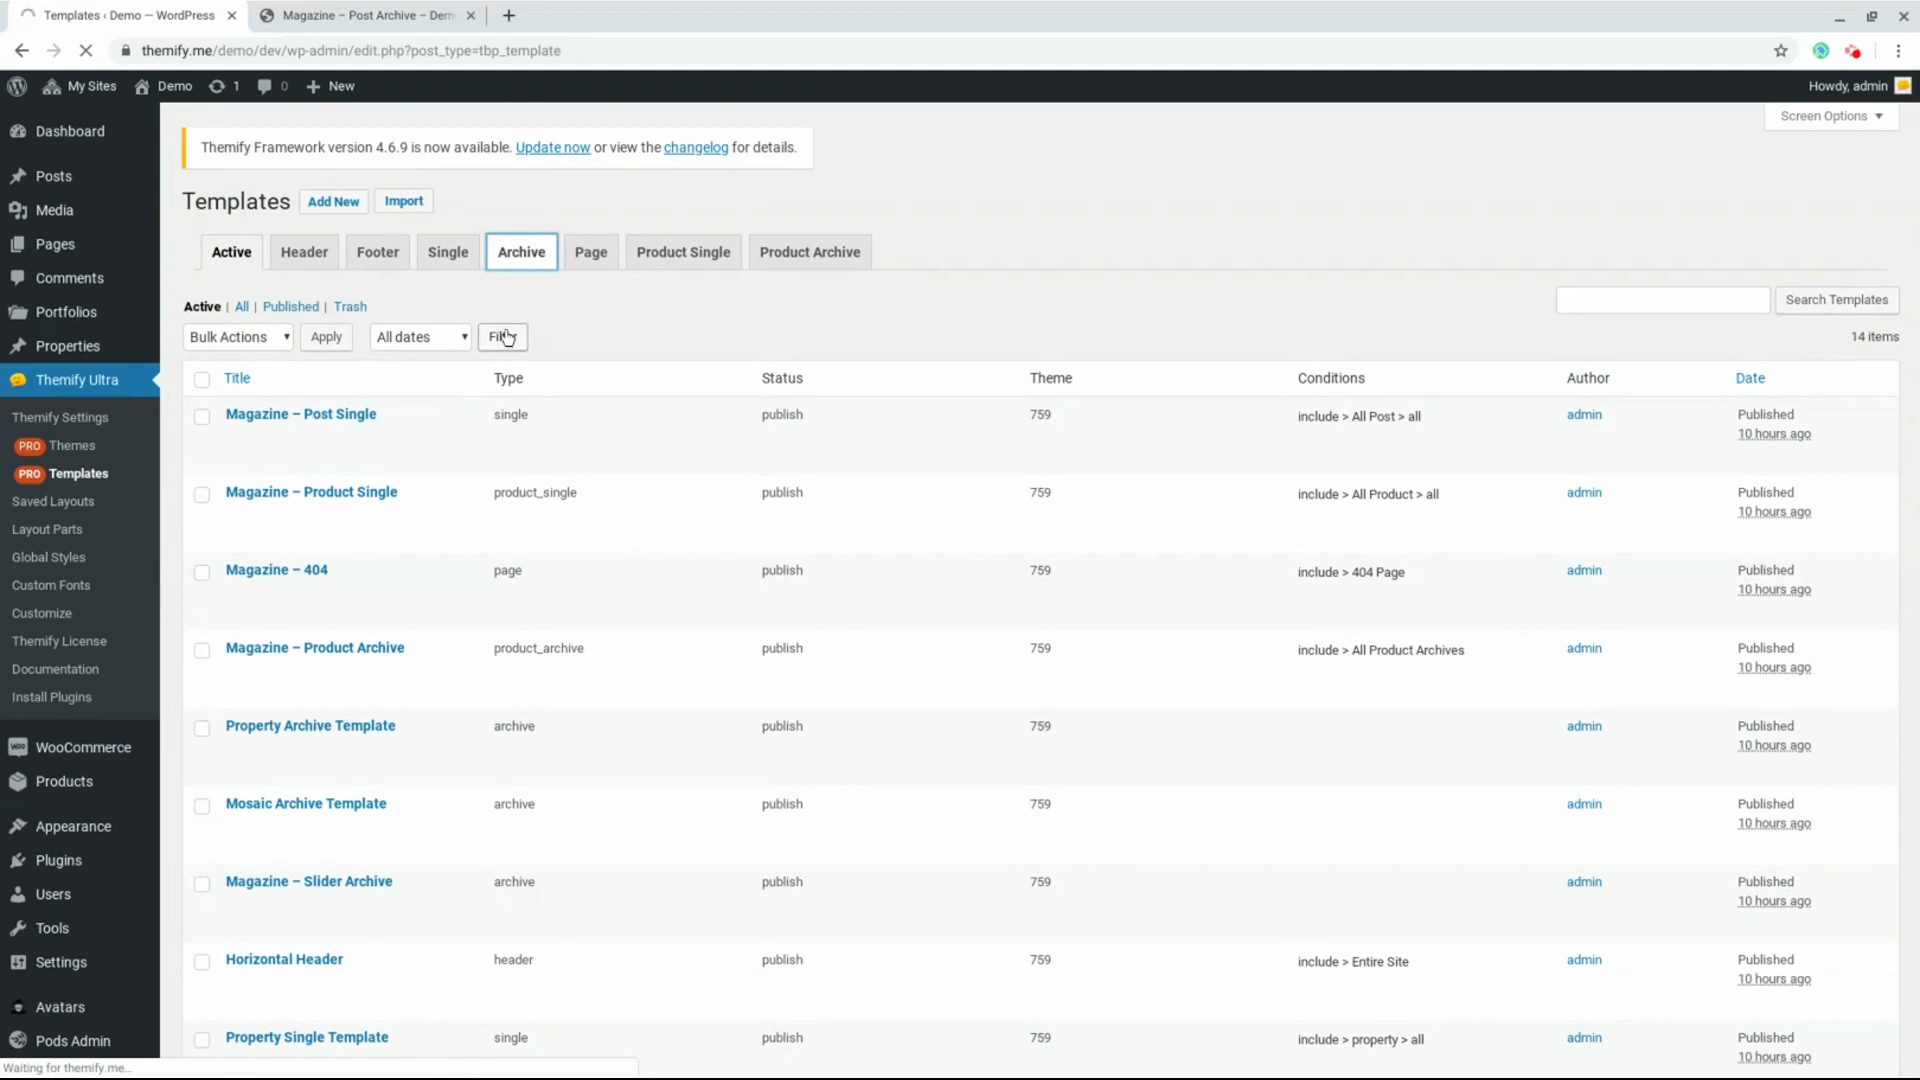 Templates ‹ Demo — WordPress
Magazine – Post Archive – Dem
themify.me/demo/dev/wp-admin/edit.php?post_type=tbp_template
My Sites Demo 1 0 New Howdy, admin
Screen Options
Dashboard
Posts
Media
Pages
Comments
Portfolios
Properties
Themify Ultra
Themify Settings
PRO Themes
PRO Templates
Saved Layouts
Layout Parts
Global Styles
Custom Fonts
Customize
Themify License
Documentation
Install Plugins
WooCommerce
Products
Appearance
Plugins
Users
Tools
Settings
Avatars
Pods Admin
Themify Framework version 4.6.9 is now available. Update now or view the changelog for details.
Templates Add New Import
Active Header Footer Single Archive Page Product Single Product Archive
Active | All | Published | Trash
Search Templates
Bulk Actions Apply All dates
14 items
Title Type Status Theme Conditions Author Date
Magazine – Post Single single publish 759 include > All Post > all admin Published
10 hours ago
Magazine – Product Single product_single publish 759 include > All Product > all admin Published
10 hours ago
Magazine – 404 page publish 759 include > 404 Page admin Published
10 hours ago
Magazine – Product Archive product_archive publish 759 include > All Product Archives admin Published
10 hours ago
Property Archive Template archive publish 759 admin Published
10 hours ago
Mosaic Archive Template archive publish 759 admin Published
10 hours ago
Magazine – Slider Archive archive publish 759 admin Published
10 hours ago
Horizontal Header header publish 759 include > Entire Site admin Published
10 hours ago
Property Single Template single publish 759 include > property > all admin Published
10 hours ago
Waiting for themify.me...